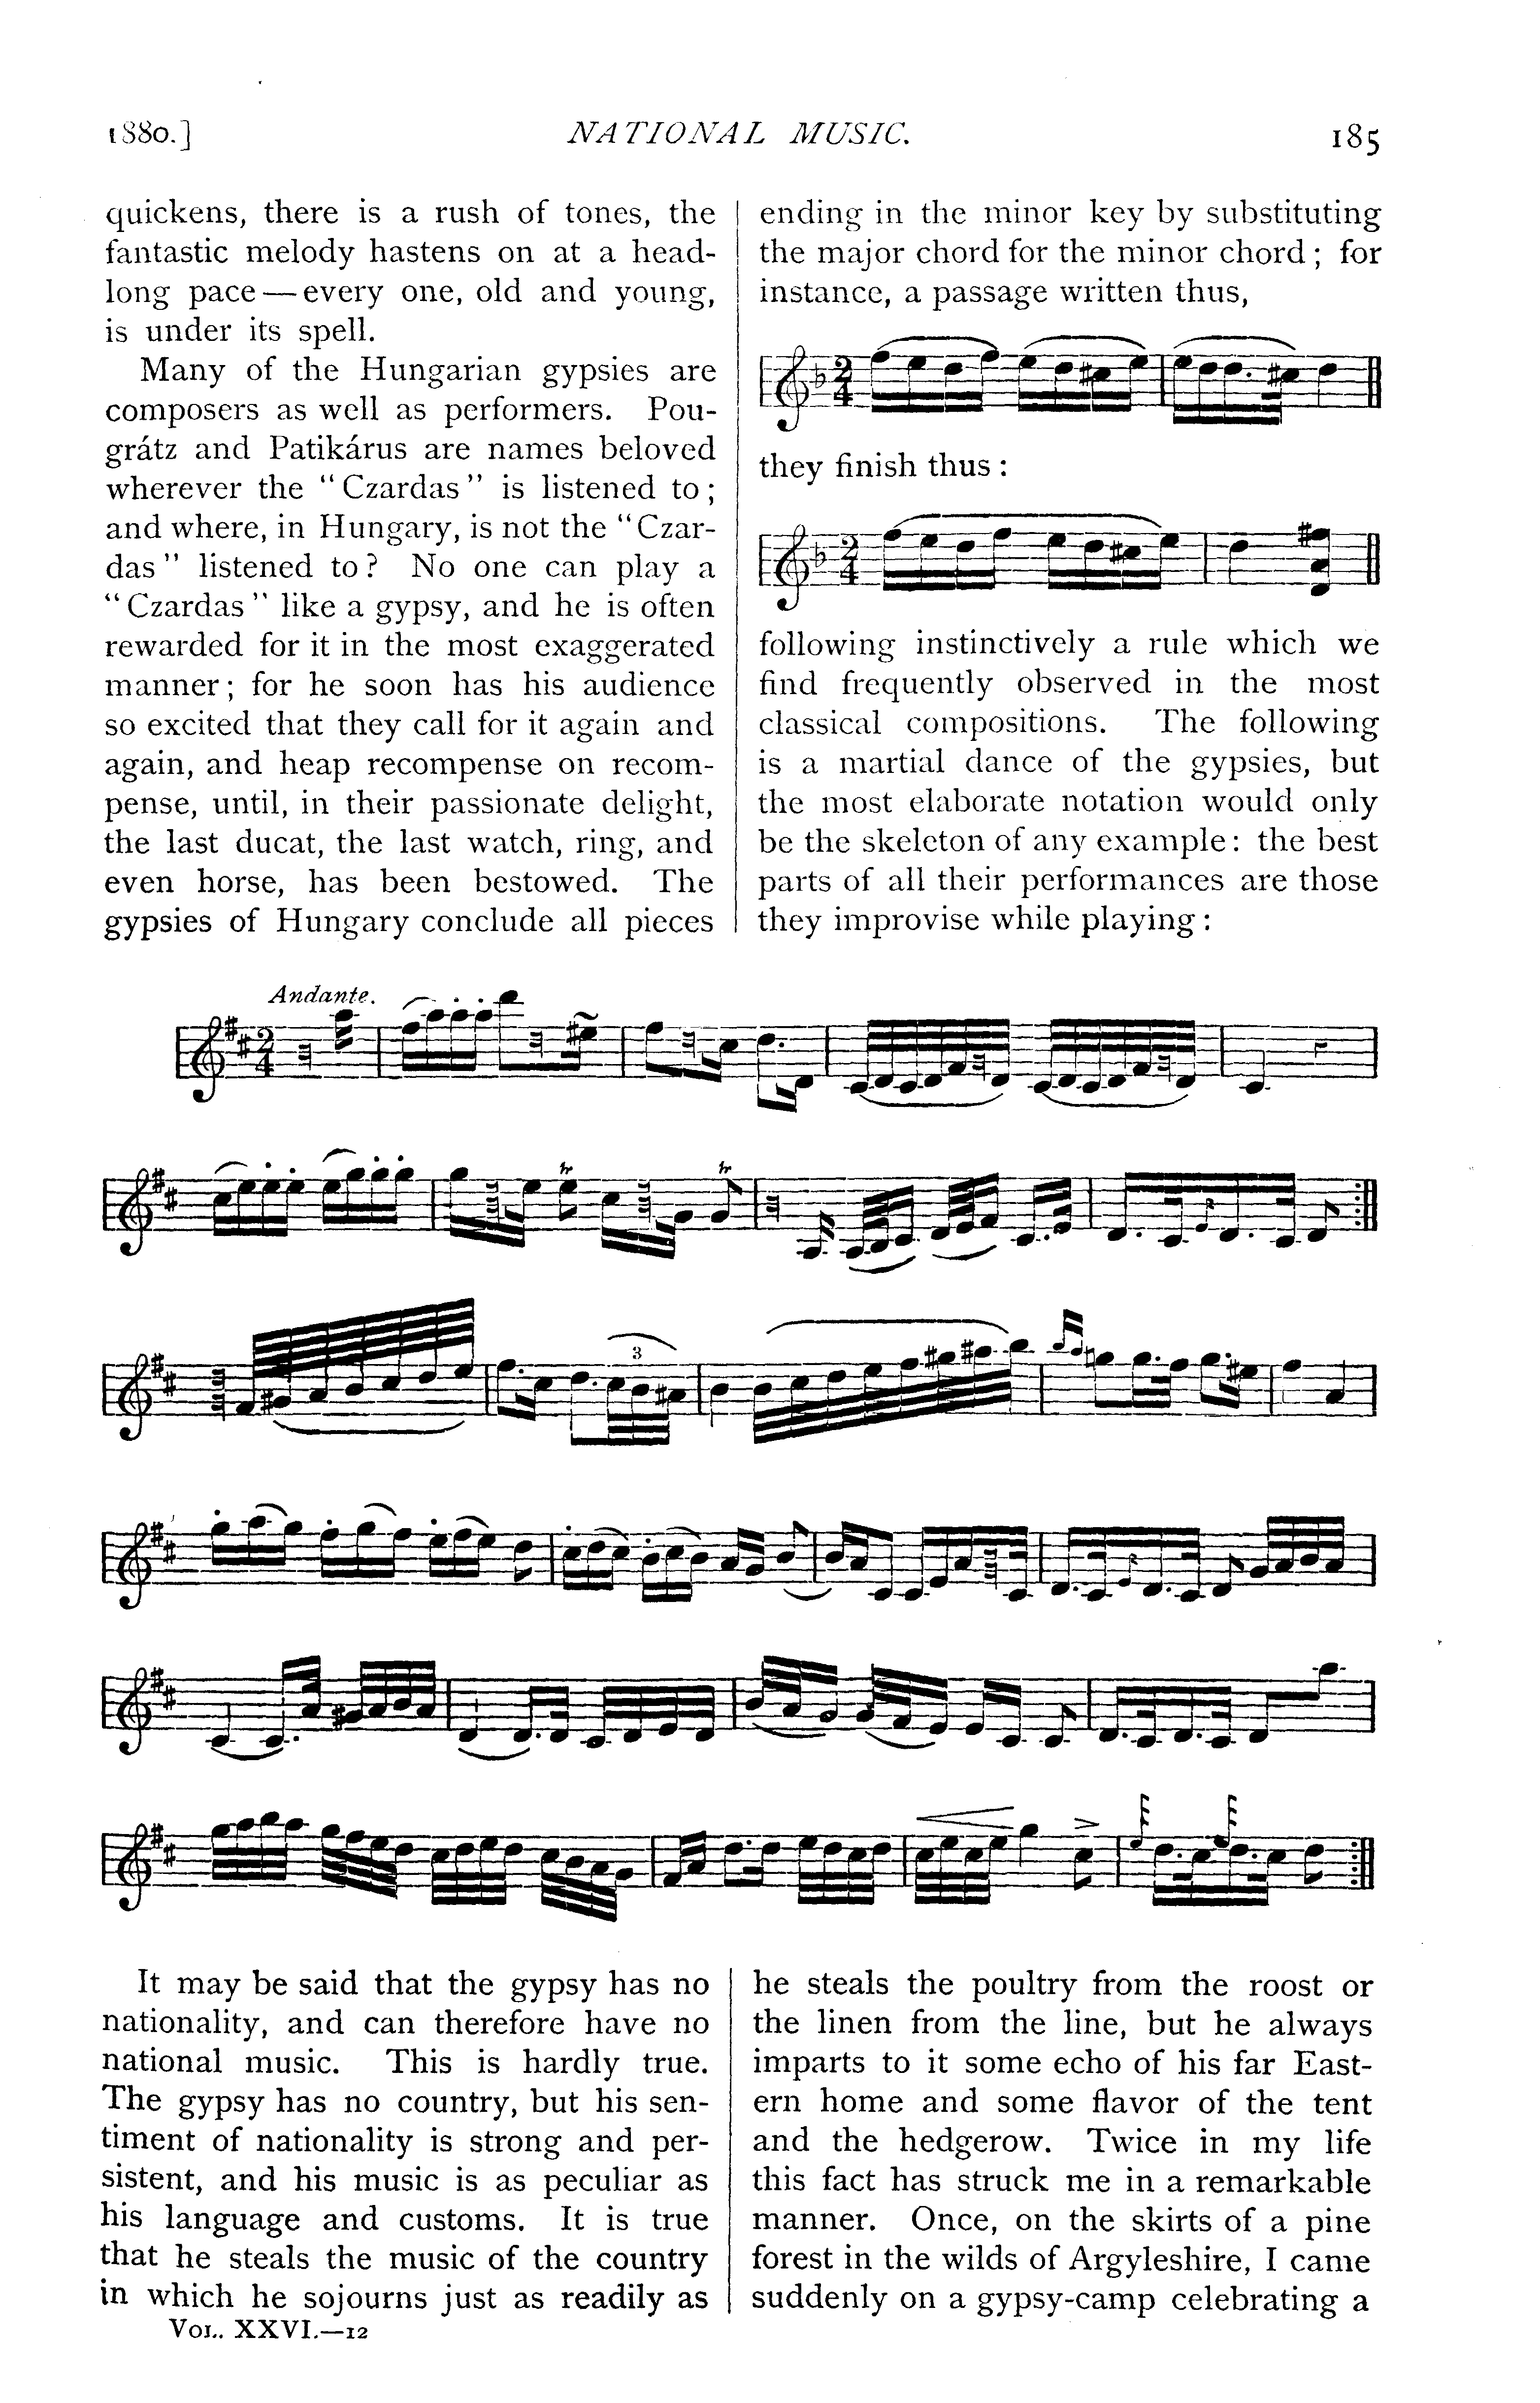 1880.] NATIONAL MUSIC. 185
quickens, there is a rush of tones, the
fantastic melody hastens on at a head-
long pace — every one, old and young,
is under its spell.
Many of the Hungarian gypsies are
composers as well as performers. Pou-
grátz and Patikárus are names beloved
wherever the "Czardas" is listened to;
and where, in Hungary, is not the "Czar-
das" listened to? No one can play a
"Czardas" like a gypsy, and he is often
rewarded for it in the most exaggerated
manner; for he soon has his audience
so excited that they call for it again and
again, and heap recompense on recom-
pense, until, in their passionate delight,
the last ducat, the last watch, ring, and
even horse, has been bestowed. The
gypsies of Hungary conclude all pieces
ending in the minor key by substituting
the major chord for the minor chord; for
instance, a passage written thus,
2
4
they finish thus:
2
4
following instinctively a rule which we
find frequently observed in the most
classical compositions. The following
is a martial dance of the gypsies, but
the most elaborate notation would only
be the skeleton of any example: the best
parts of all their performances are those
they improvise while playing:
Andante.
2
4
tr tr
3
It may be said that the gypsy has no
nationality, and can therefore have no
national music. This is hardly true.
The gypsy has no country, but his sen-
timent of nationality is strong and per-
sistent, and his music is as peculiar as
his language and customs. It is true
that he steals the music of the country
in which he sojourns just as readily as
he steals the poultry from the roost or
the linen from the line, but he always
imparts to it some echo of his far East-
ern home and some flavor of the tent
and the hedgerow. Twice in my life
this fact has struck me in a remarkable
manner. Once, on the skirts of a pine
forest in the wilds of Argyleshire, I came
suddenly on a gypsy-camp celebrating a
VOL. XXVI.—12